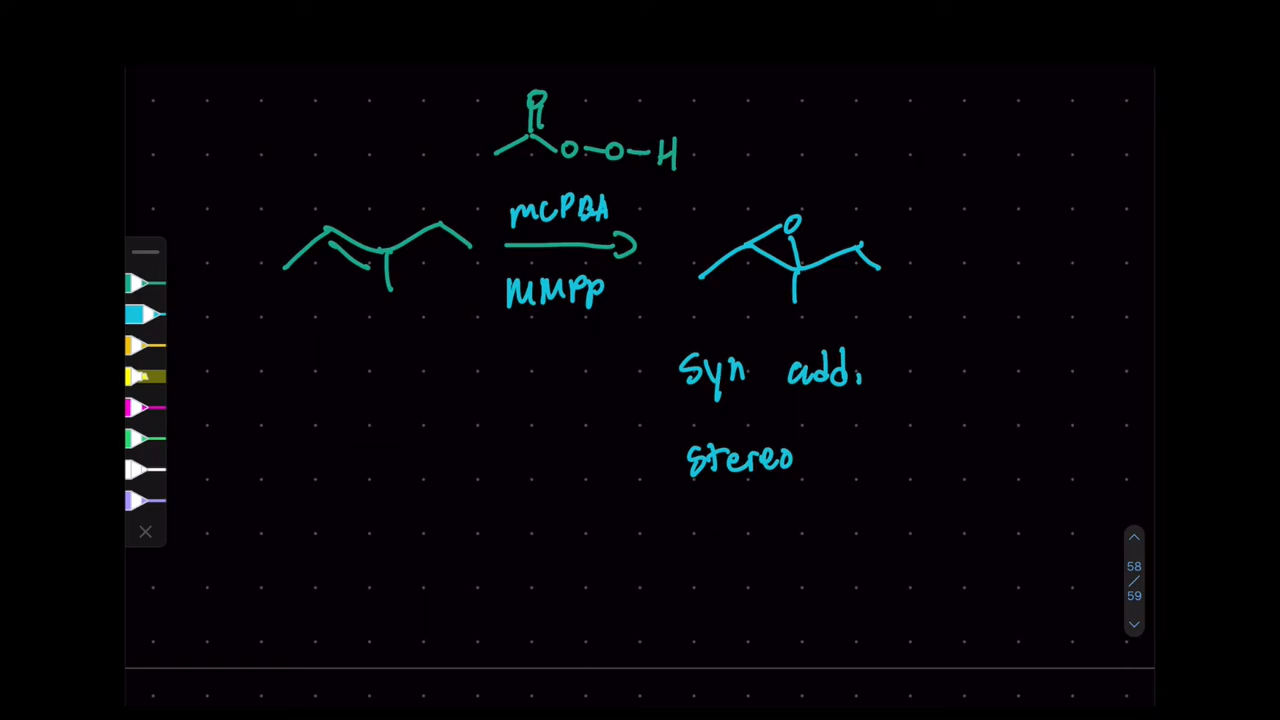 O
O-O-H
mCPBA
MMPP
O
Syn add.
stereo
58
/
59